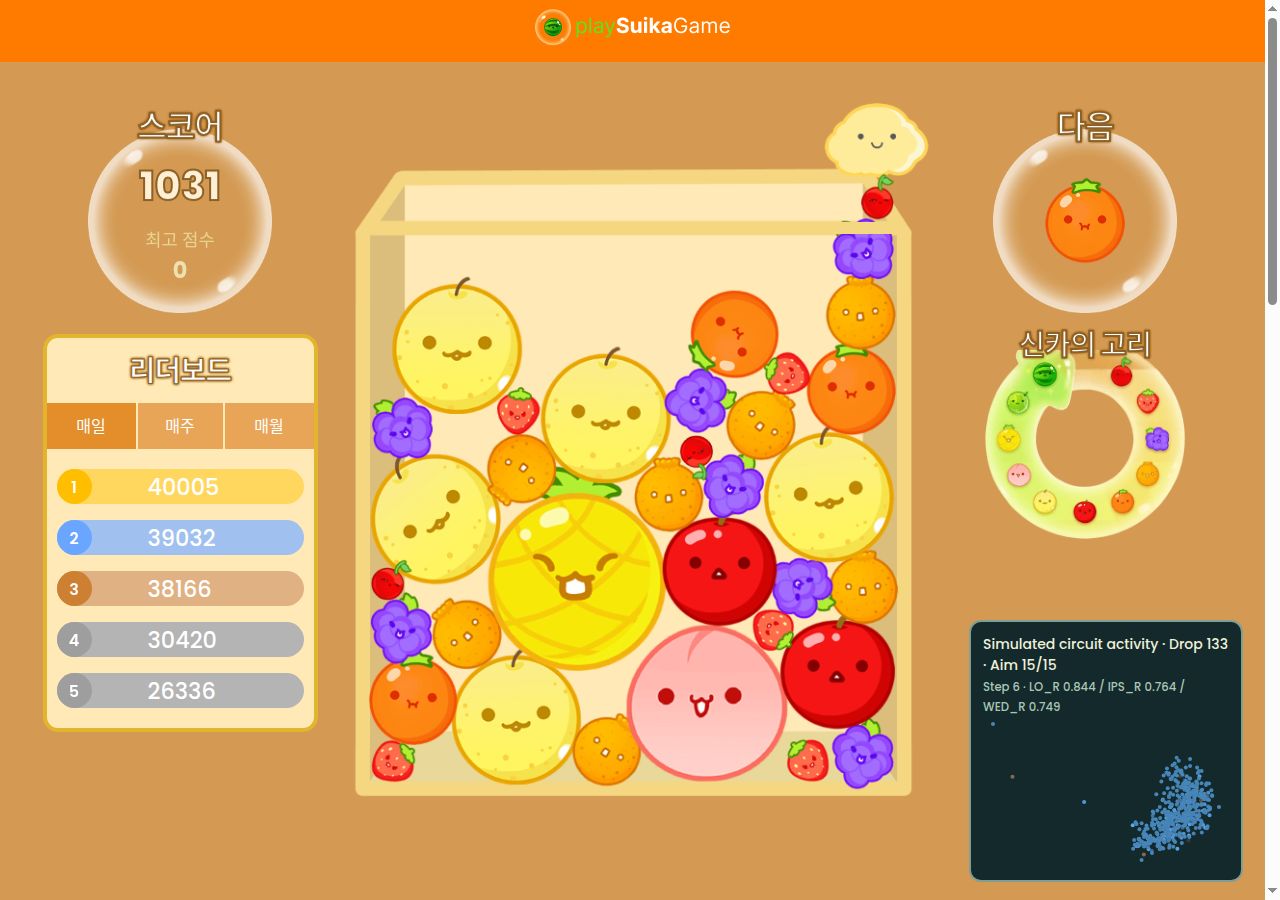 playSuikaGame
스코어
1031
최고 점수
0
리더보드
매일 매주 매월
1 40005
2 39032
3 38166
4 30420
5 26336
다음
신카의 고리
Simulated circuit activity · Drop 133
· Aim 15/15
Step 6 · LO_R 0.844 / IPS_R 0.764 /
WED_R 0.749